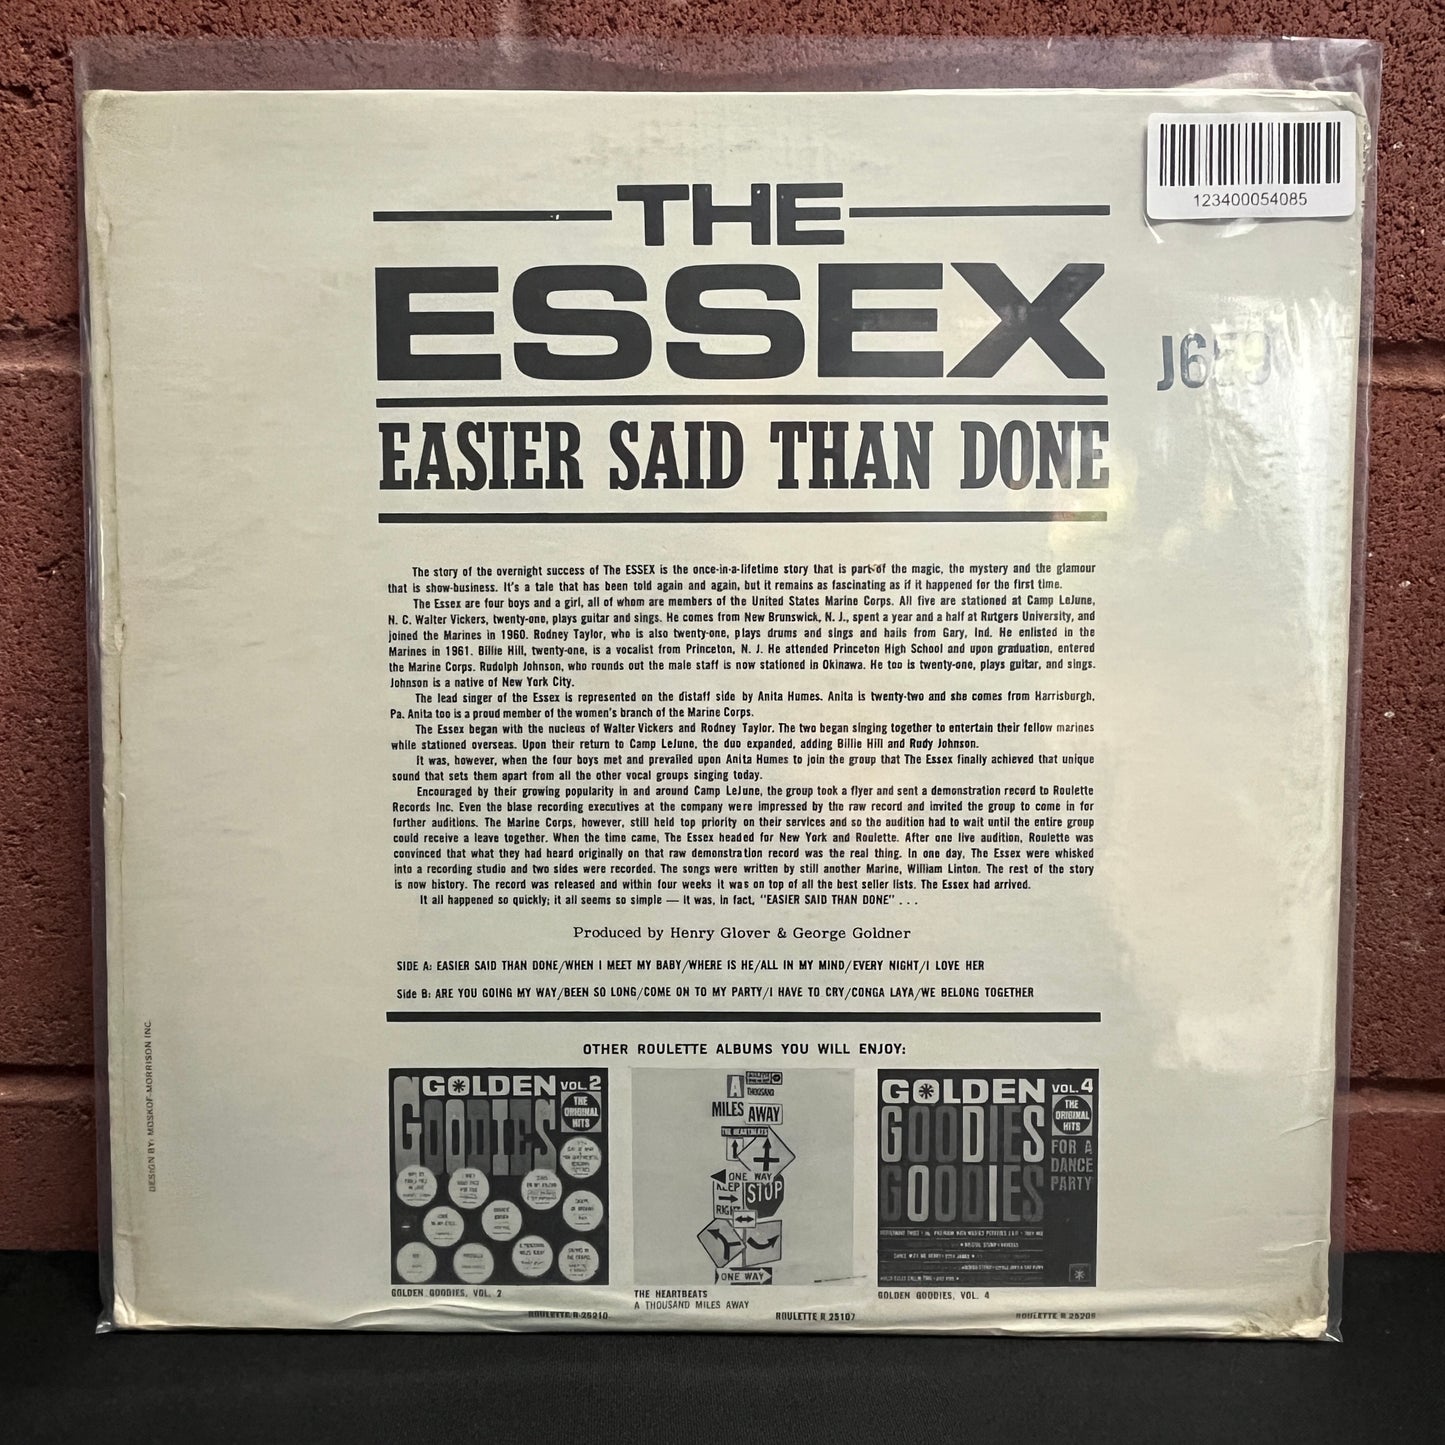 123400054085
THE
ESSEX
EASIER SAID THAN DONE
The story of the overnight success of The ESSEX is the once-in-a-lifetime story that is part of the magic, the mystery and the glamour
that is show-business. It's a tale that has been told again and again, but it remains as fascinating as if it happened for the first time.
The Essex are four boys and a girl, all of whom are members of the United States Marine Corps. All five are stationed at Camp LeJune,
N. C. Walter Vickers, twenty-one, plays guitar and sings. He comes from New Brunswick, N. J., spent a year and a half at Rutgers University, and
joined the Marines in 1960. Rodney Taylor, who is also twenty-one, plays drums and sings and hails from Gary, Ind. He enlisted in the
Marines in 1961. Billie Hill, twenty-one, is a vocalist from Princeton, N. J. He attended Princeton High School and upon graduation, entered
the Marine Corps. Rudolph Johnson, who rounds out the male staff is now stationed in Okinawa. He too is twenty-one, plays guitar, and sings.
Johnson is a native of New York City.
The lead singer of the Essex is represented on the distaff side by Anita Humes. Anita is twenty-two and she comes from Harrisburgh,
Pa. Anita too is a proud member of the women's branch of the Marine Corps.
The Essex began with the nucleus of Walter Vickers and Rodney Taylor. The two began singing together to entertain their fellow marines
while stationed overseas. Upon their return to Camp LeJune, the duo expanded, adding Billie Hill and Rudy Johnson.
It was, however, when the four boys met and prevailed upon Anita Humes to join the group that The Essex finally achieved that unique
sound that sets them apart from all the other vocal groups singing today.
Encouraged by their growing popularity in and around Camp LeJune, the group took a flyer and sent a demonstration record to Roulette
Records Inc. Even the blase recording executives at the company were impressed by the raw record and invited the group to come in for
further auditions. The Marine Corps, however, still held top priority on their services and so the audition had to wait until the entire group
could receive a leave together. When the time came, The Essex headed for New York and Roulette. After one live audition, Roulette was
convinced that what they had heard originally on that raw demonstration record was the real thing. In one day, The Essex were whisked
into a recording studio and two sides were recorded. The songs were written by still another Marine, William Linton. The rest of the story
is now history. The record was released and within four weeks it was on top of all the best seller lists. The Essex had arrived.
It all happened so quickly; it all seems so simple — it was, in fact, "EASIER SAID THAN DONE" . . .
Produced by Henry Glover & George Goldner
SIDE A: EASIER SAID THAN DONE/WHEN I MEET MY BABY/WHERE IS HE/ALL IN MY MIND/EVERY NIGHT/I LOVE HER
Side B: ARE YOU GOING MY WAY/BEEN SO LONG/COME ON TO MY PARTY/I HAVE TO CRY/CONGA LAYA/WE BELONG TOGETHER
OTHER ROULETTE ALBUMS YOU WILL ENJOY:
GOLDEN VOL. 2
GOODIES
THE
ORIGINAL
HITS
GOLDEN GOODIES, VOL. 2
ROULETTE R-25210
A THOUSAND
MILES AWAY
THE HEARTBEATS
ONE WAY
KEEP
RIGHT
STOP
ONE WAY
THE HEARTBEATS
A THOUSAND MILES AWAY
ROULETTE R 25107
GOLDEN VOL. 4
GOODIES
GOODIES
THE
ORIGINAL
HITS
FOR A
DANCE
PARTY
GOLDEN GOODIES, VOL. 4
ROULETTE R 25209
DESIGN BY: MOSKOF-MORRISON INC.